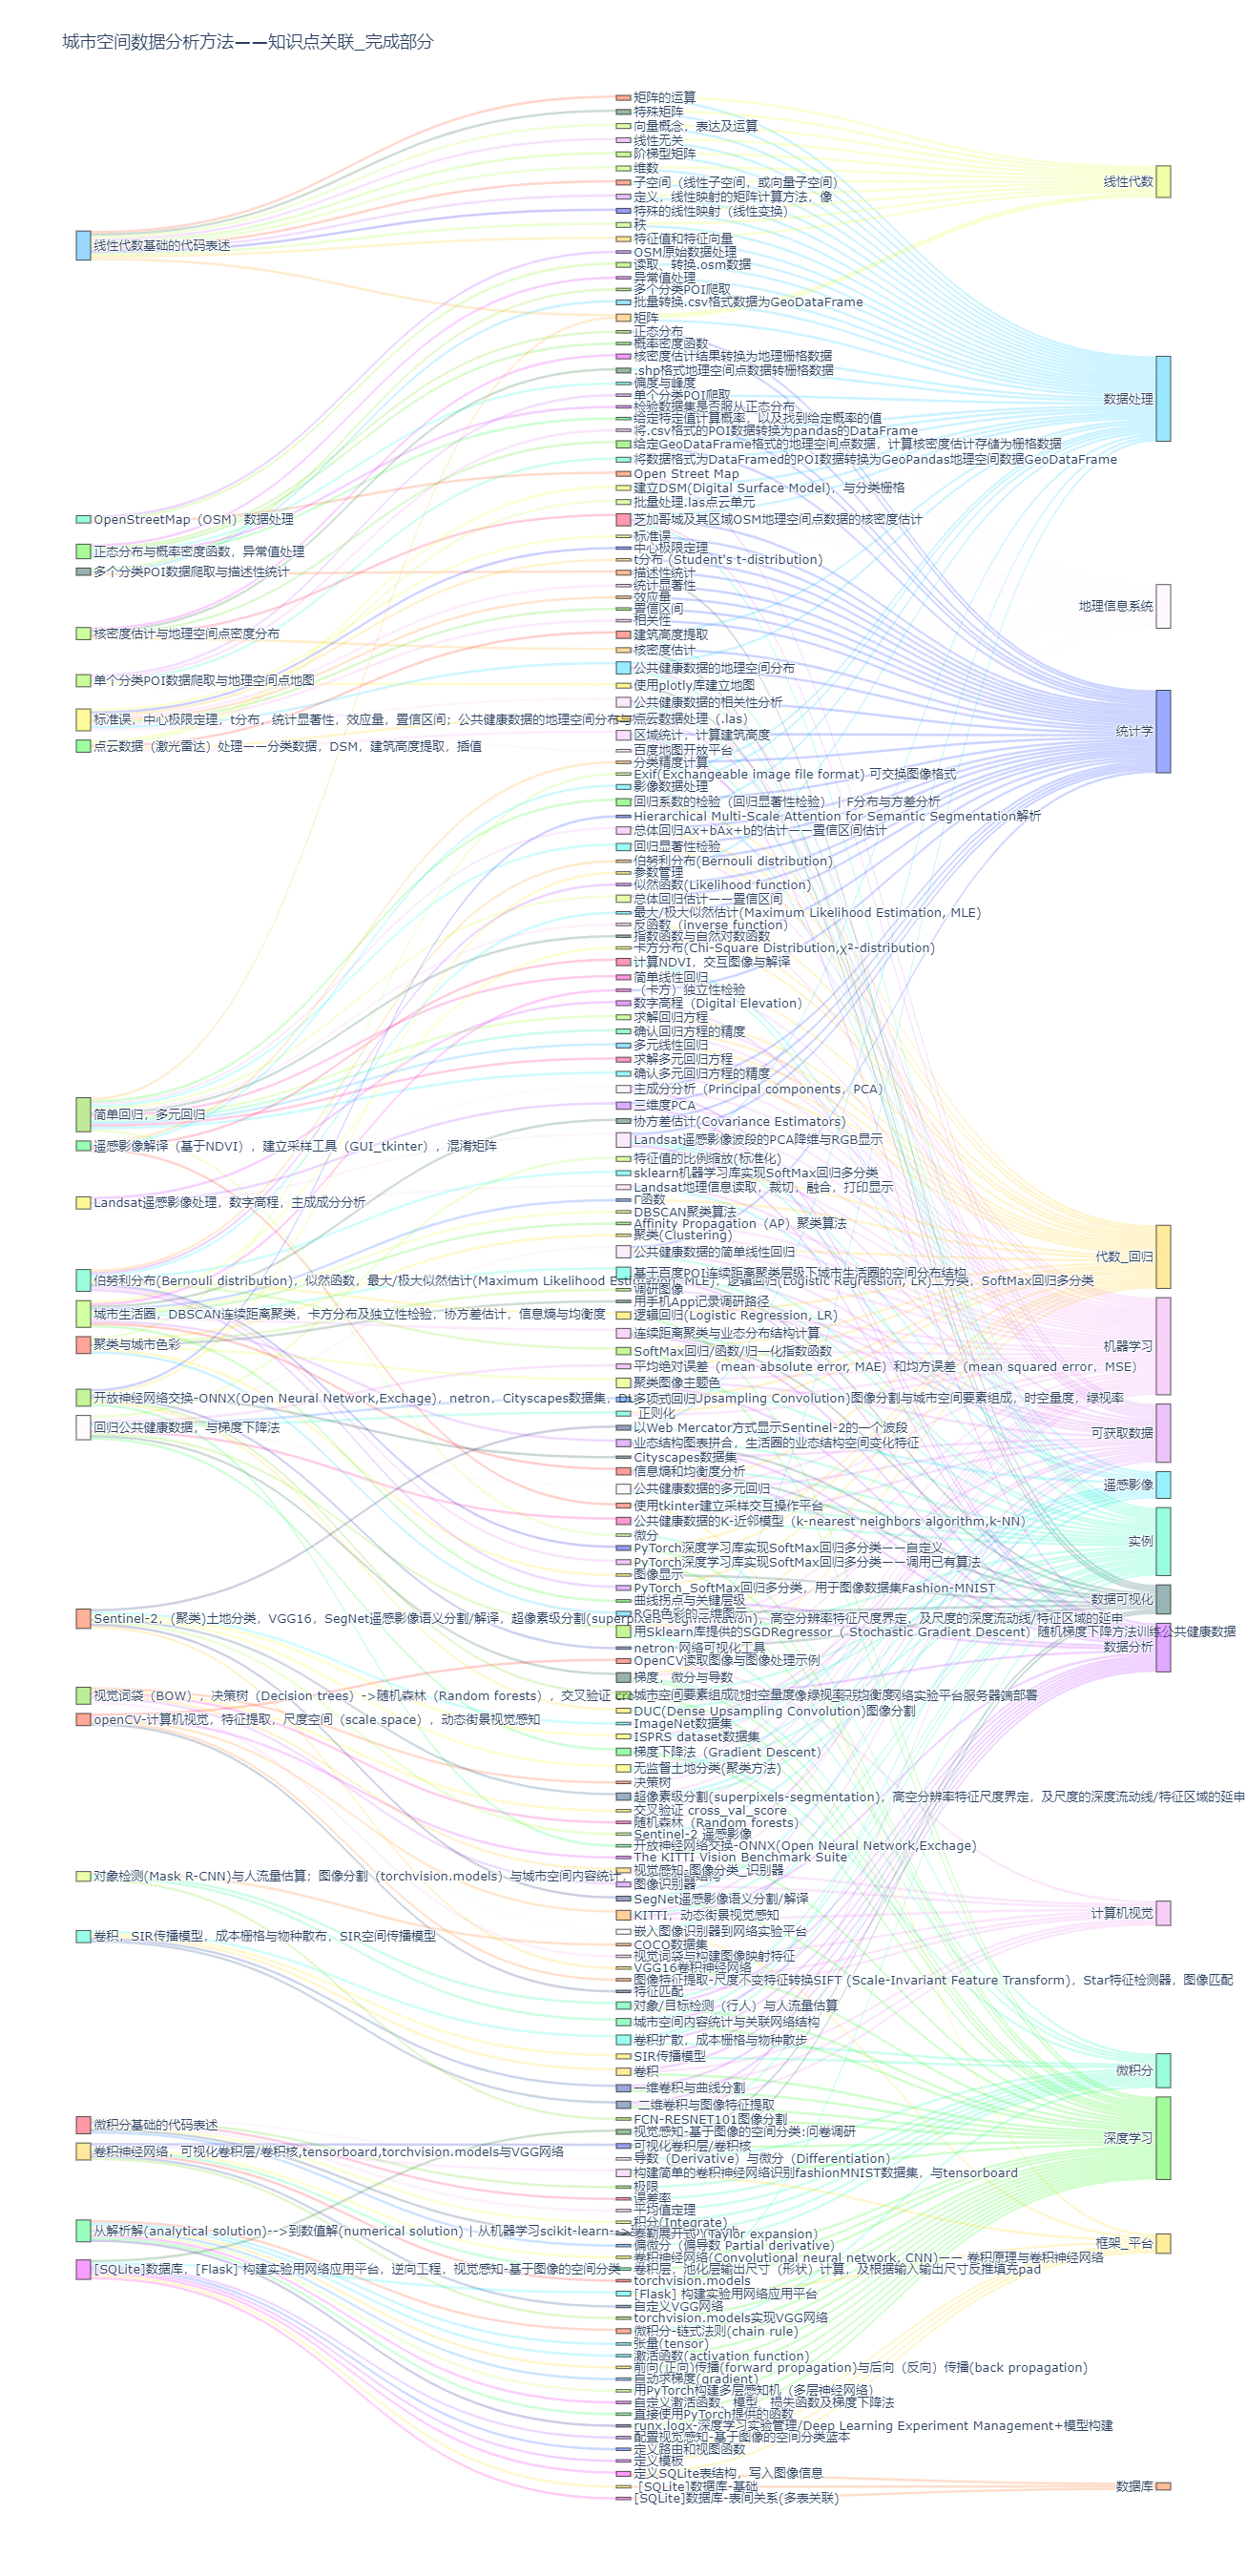 城市空间数据分析方法——知识点关联_完成部分
线性代数基础的代码表述
OpenStreetMap（OSM）数据处理
正态分布与概率密度函数，异常值处理
多个分类POI数据爬取与描述性统计
核密度估计与地理空间点密度分布
单个分类POI数据爬取与地理空间点地图
标准误，中心极限定理，t分布，统计显著性，效应量，置信区间；公共健康数据的地理空间分布与
点云数据（激光雷达）处理——分类数据，DSM，建筑高度提取，插值
简单回归，多元回归
遥感影像解译（基于NDVI），建立采样工具（GUI_tkinter），混淆矩阵
Landsat遥感影像处理，数字高程，主成成分分析
伯努利分布(Bernouli distribution)，似然函数，最大/极大似然估计(Maximum Likelihood Estimation, MLE)，逻辑回归(Logistic Regression, LR)二分类，SoftMax回归多分类
城市生活圈，DBSCAN连续距离聚类，卡方分布及独立性检验，协方差估计，信息熵与均衡度
聚类与城市色彩
开放神经网络交换-ONNX(Open Neural Network,Exchage)，netron，Cityscapes数据集，
Upsampling Convolution)图像分割与城市空间要素组成，时空量度，绿视率
回归公共健康数据，与梯度下降法
Sentinel-2，(聚类)土地分类，VGG16，SegNet遥感影像语义分割/解译，超像素级分割(superpixels-segmentation)，高空分辨率特征尺度界定，及尺度的深度流动线/特征区域的延申
视觉词袋（BOW），决策树（Decision trees）->随机森林（Random forests），交叉验证
openCV-计算机视觉，特征提取，尺度空间（scale space），动态街景视觉感知
对象检测(Mask R-CNN)与人流量估算；图像分割（torchvision.models）与城市空间内容统计，
卷积，SIR传播模型，成本栅格与物种散布，SIR空间传播模型
微积分基础的代码表述
卷积神经网络，可视化卷积层/卷积核,tensorboard,torchvision.models与VGG网络
从解析解(analytical solution)-->到数值解(numerical solution) | 从机器学习scikit-learn-->
[SQLite]数据库，[Flask] 构建实验用网络应用平台，逆向工程，视觉感知-基于图像的空间分类
矩阵的运算
特殊矩阵
向量概念，表达及运算
线性无关
阶梯型矩阵
维数
子空间（线性子空间，或向量子空间）
定义，线性映射的矩阵计算方法，像
特殊的线性映射（线性变换）
秩
特征值和特征向量
OSM原始数据处理
读取、转换.osm数据
异常值处理
多个分类POI爬取
批量转换.csv格式数据为GeoDataFrame
矩阵
正态分布
概率密度函数
核密度估计结果转换为地理栅格数据
.shp格式地理空间点数据转栅格数据
偏度与峰度
单个分类POI爬取
检验数据集是否服从正态分布
给定特定值计算概率，以及找到给定概率的值
将.csv格式的POI数据转换为pandas的DataFrame
给定GeoDataFrame格式的地理空间点数据，计算核密度估计存储为栅格数据
将数据格式为DataFramed的POI数据转换为GeoPandas地理空间数据GeoDataFrame
Open Street Map
建立DSM(Digital Surface Model)，与分类栅格
批量处理.las点云单元
芝加哥城及其区域OSM地理空间点数据的核密度估计
标准误
中心极限定理
t分布 (Student's t-distribution)
描述性统计
统计显著性
效应量
置信区间
相关性
建筑高度提取
核密度估计
公共健康数据的地理空间分布
使用plotly库建立地图
公共健康数据的相关性分析
点云数据处理（.las）
区域统计，计算建筑高度
百度地图开放平台
分类精度计算
Exif(Exchangeable image file format) 可交换图像格式
影像数据处理
回归系数的检验（回归显著性检验） | F分布与方差分析
Hierarchical Multi-Scale Attention for Semantic Segmentation解析
总体回归Ax+bAx+b的估计——置信区间估计
回归显著性检验
伯努利分布(Bernouli distribution)
参数管理
似然函数(Likelihood function)
总体回归估计——置信区间
最大/极大似然估计(Maximum Likelihood Estimation, MLE)
反函数（inverse function）
指数函数与自然对数函数
卡方分布(Chi-Square Distribution,χ²-distribution)
计算NDVI，交互图像与解译
简单线性回归
（卡方）独立性检验
数字高程（Digital Elevation）
求解回归方程
确认回归方程的精度
多元线性回归
求解多元回归方程
确认多元回归方程的精度
主成分分析（Principal components，PCA）
三维度PCA
协方差估计(Covariance Estimators)
Landsat遥感影像波段的PCA降维与RGB显示
特征值的比例缩放(标准化)
sklearn机器学习库实现SoftMax回归多分类
Landsat地理信息读取，裁切，融合，打印显示
Γ函数
DBSCAN聚类算法
Affinity Propagation（AP）聚类算法
聚类(Clustering)
公共健康数据的简单线性回归
基于百度POI连续距离聚类层级下城市生活圈的空间分布结构
调研图像
用手机App记录调研路径
逻辑回归(Logistic Regression, LR)
连续距离聚类与业态分布结构计算
SoftMax回归/函数/归一化指数函数
平均绝对误差（mean absolute error, MAE）和均方误差（mean squared error，MSE）
聚类图像主题色
多项式回归
正则化
以Web Mercator方式显示Sentinel-2的一个波段
业态结构图表拼合，生活圈的业态结构空间变化特征
Cityscapes数据集
信息熵和均衡度分析
公共健康数据的多元回归
使用tkinter建立采样交互操作平台
公共健康数据的K-近邻模型（k-nearest neighbors algorithm,k-NN）
微分
PyTorch深度学习库实现SoftMax回归多分类——自定义
PyTorch深度学习库实现SoftMax回归多分类——调用已有算法
图像显示
PyTorch_SoftMax回归多分类，用于图像数据集Fashion-MNIST
曲线拐点与关键层级
RGB色彩的三维图示
用Sklearn库提供的SGDRegressor（ Stochastic Gradient Descent）随机梯度下降方法训练公共健康数据
netron 网络可视化工具
OpenCV读取图像与图像处理示例
梯度，微分与导数
城市空间要素组成
网络实验平台服务器端部署
DUC(Dense Upsampling Convolution)图像分割
ImageNet数据集
ISPRS dataset数据集
梯度下降法（Gradient Descent）
无监督土地分类(聚类方法)
决策树
超像素级分割(superpixels-segmentation)，高空分辨率特征尺度界定，及尺度的深度流动线/特征区域的延申
交叉验证 cross_val_score
随机森林（Random forests）
Sentinel-2 遥感影像
开放神经网络交换-ONNX(Open Neural Network,Exchage)
The KITTI Vision Benchmark Suite
视觉感知-图像分类_识别器
图像识别器
SegNet遥感影像语义分割/解译
KITTI，动态街景视觉感知
嵌入图像识别器到网络实验平台
COCO数据集
视觉词袋与构建图像映射特征
VGG16卷积神经网络
图像特征提取-尺度不变特征转换SIFT (Scale-Invariant Feature Transform)，Star特征检测器，图像匹配
特征匹配
对象/目标检测（行人）与人流量估算
城市空间内容统计与关联网络结构
卷积扩散，成本栅格与物种散步
SIR传播模型
卷积
一维卷积与曲线分割
二维卷积与图像特征提取
FCN-RESNET101图像分割
视觉感知-基于图像的空间分类:问卷调研
可视化卷积层/卷积核
导数（Derivative）与微分（Differentiation）
构建简单的卷积神经网络识别fashionMNIST数据集，与tensorboard
极限
误差率
平均值定理
积分(Integrate)
泰勒展开式 (Taylor expansion)
偏微分（偏导数 Partial derivative）
卷积神经网络(Convolutional neural network, CNN)—— 卷积原理与卷积神经网络
卷积层，池化层输出尺寸（形状）计算，及根据输入输出尺寸反推填充pad
torchvision.models
[Flask] 构建实验用网络应用平台
自定义VGG网络
torchvision.models实现VGG网络
微积分-链式法则(chain rule)
张量(tensor)
激活函数(activation function)
前向(正向)传播(forward propagation)与后向（反向）传播(back propagation)
自动求梯度(gradient)
用PyTorch构建多层感知机（多层神经网络）
自定义激活函数、模型，损失函数及梯度下降法
直接使用PyTorch提供的函数
runx.logx-深度学习实验管理/Deep Learning Experiment Management+模型构建
配置视觉感知-基于图像的空间分类蓝本
定义路由和视图函数
定义模板
定义SQLite表结构，写入图像信息
[SQLite]数据库-基础
[SQLite]数据库-表间关系(多表关联)
线性代数
数据处理
地理信息系统
统计学
代数_回归
机器学习
可获取数据
遥感影像
实例
数据可视化
数据分析
计算机视觉
微积分
深度学习
框架_平台
数据库